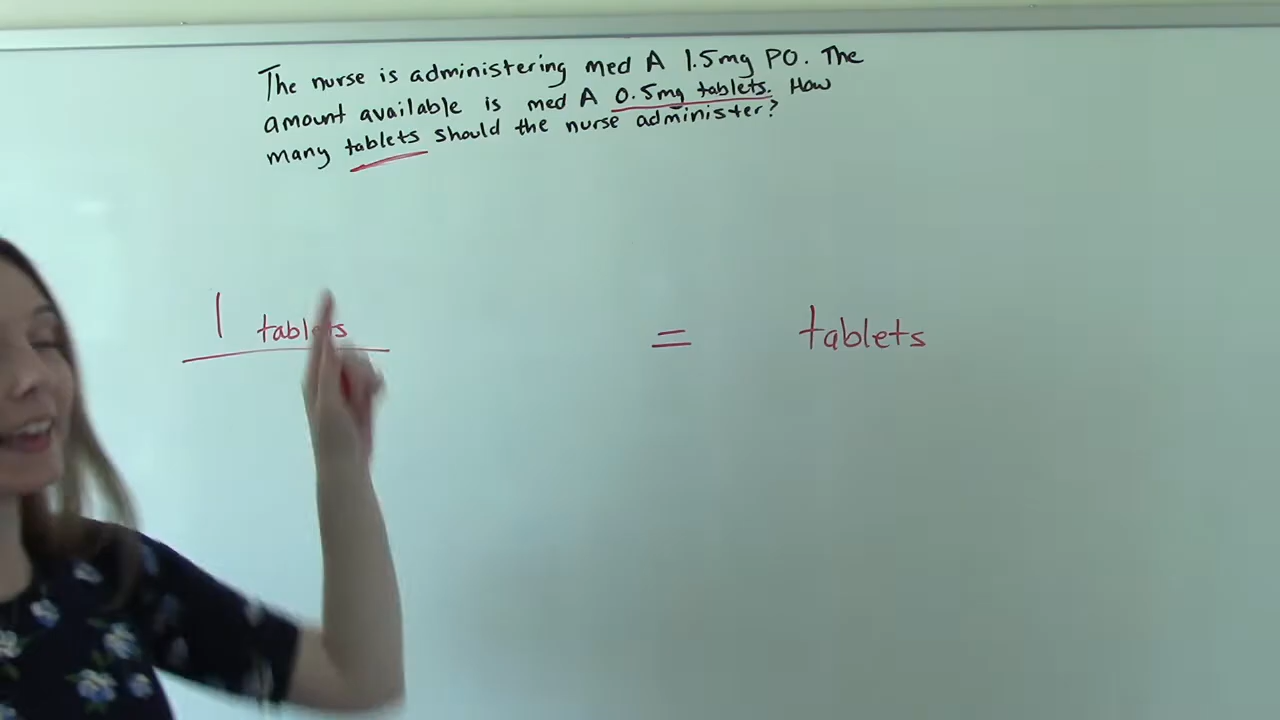 The nurse is administering med A 1.5mg PO. The
amount available is med A 0.5mg tablets. How
many tablets should the nurse administer?
1 tablets = tablets